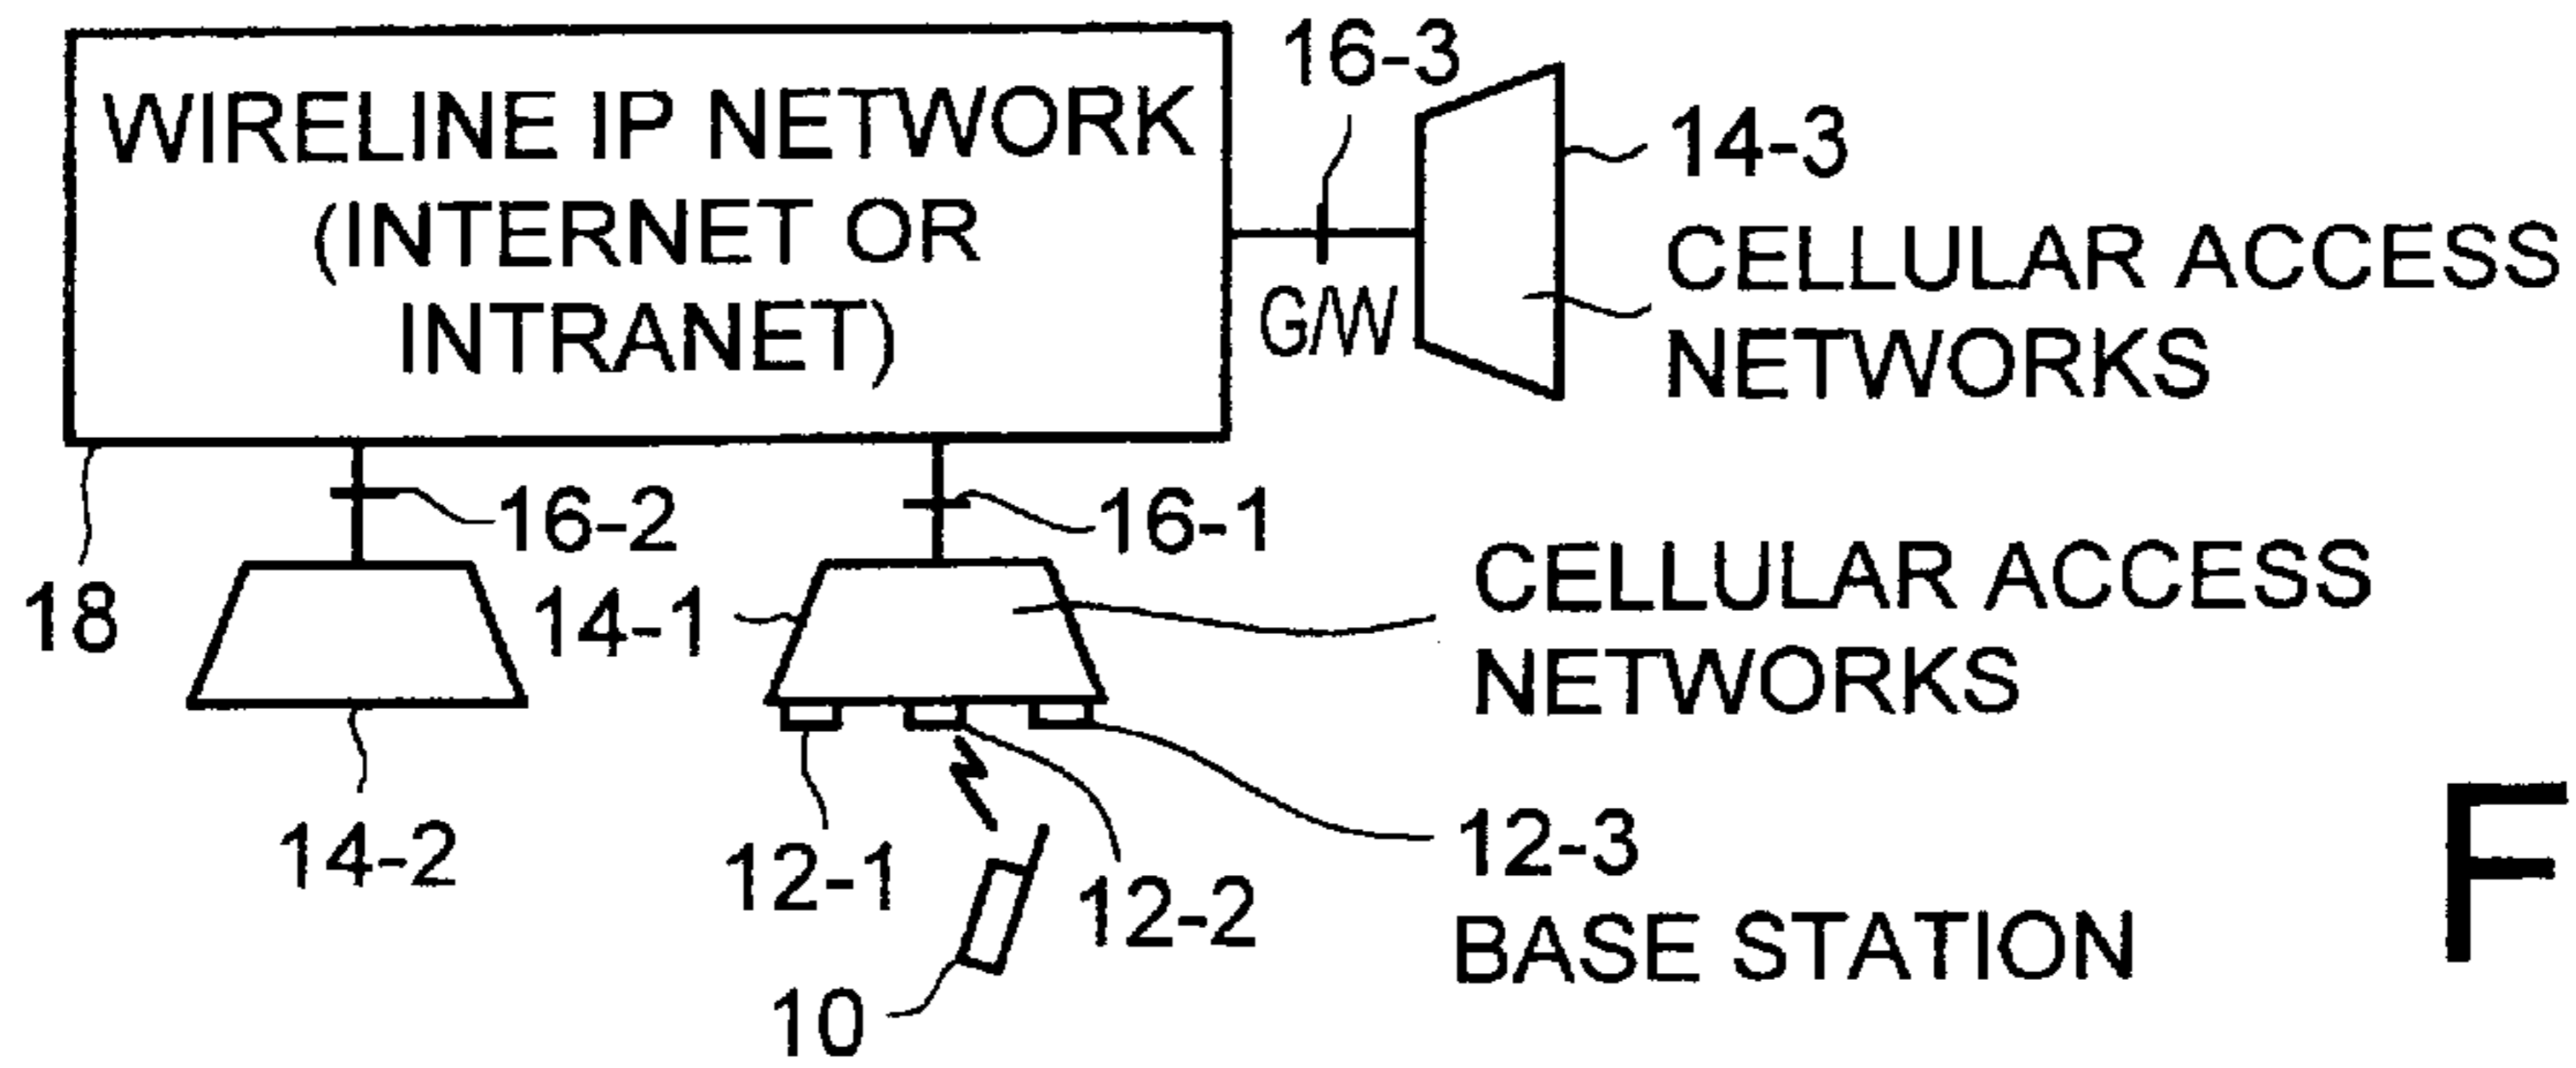 WIRELINE IP NETWORK
(INTERNET OR
INTRANET)
16-3
14-3
CELLULAR ACCESS
NETWORKS
G/W
16-2
16-1
18
14-1
CELLULAR ACCESS
NETWORKS
14-2
12-1
12-2
12-3
BASE STATION
10
F